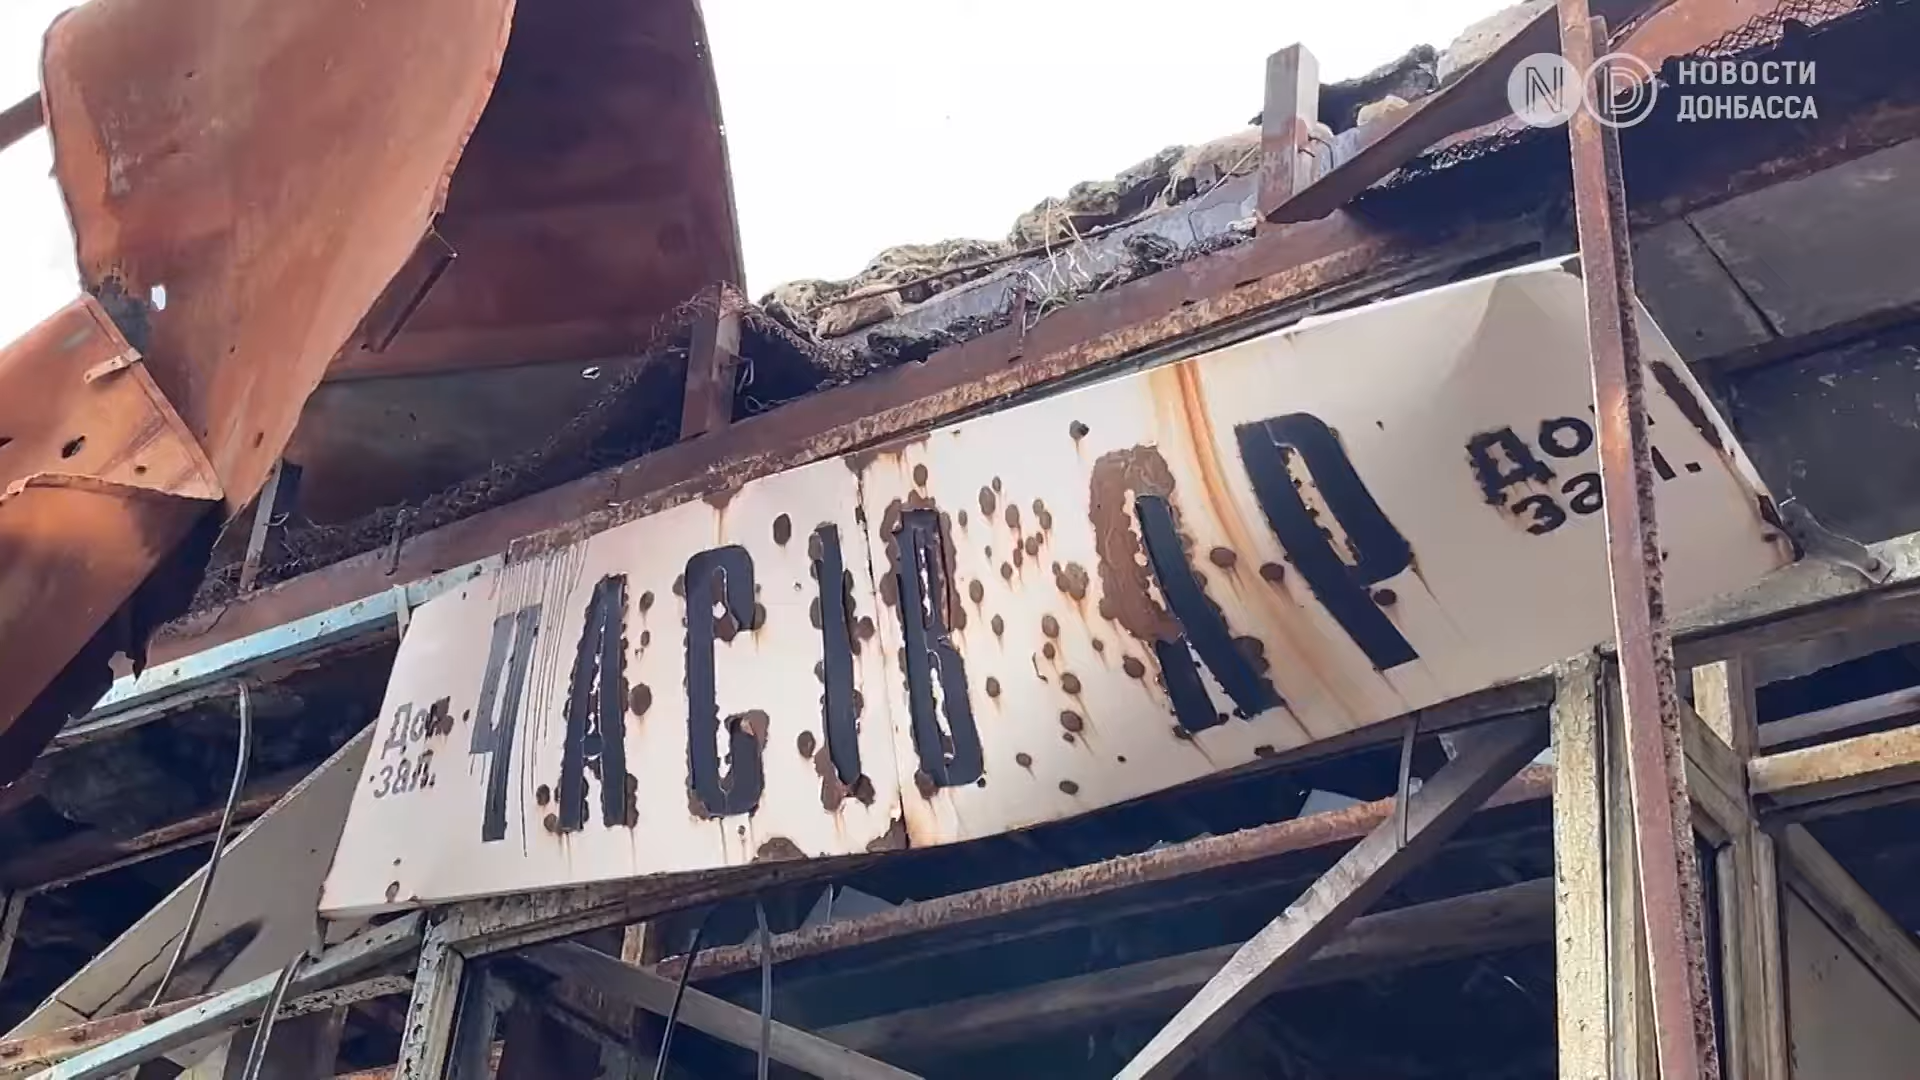 НОВОСТИ
ДОНБАССА
Дон.
зал.
ЧАСІВ ЯР
Дон.
зал.